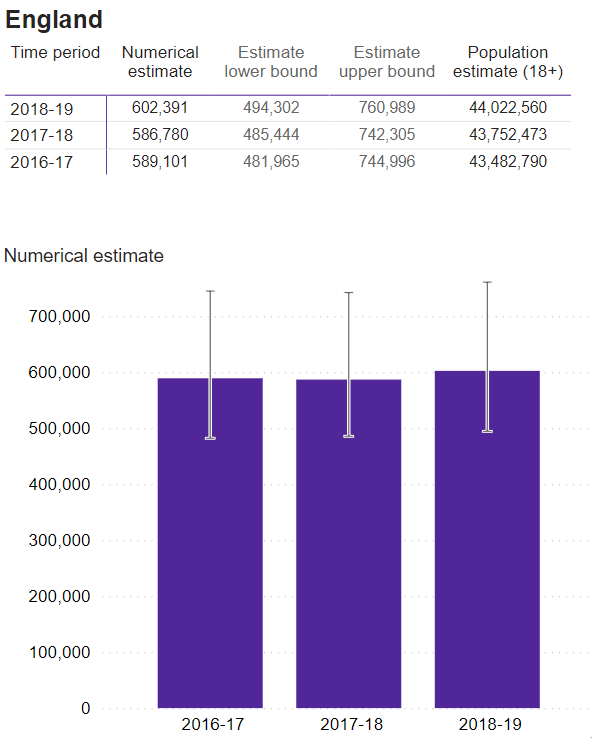 England
Time period Numerical estimate Estimate lower bound Estimate upper bound Population estimate (18+)
2018-19 602,391 494,302 760,989 44,022,560
2017-18 586,780 485,444 742,305 43,752,473
2016-17 589,101 481,965 744,996 43,482,790
Numerical estimate
700,000
600,000
500,000
400,000
300,000
200,000
100,000
0
2016-17 2017-18 2018-19